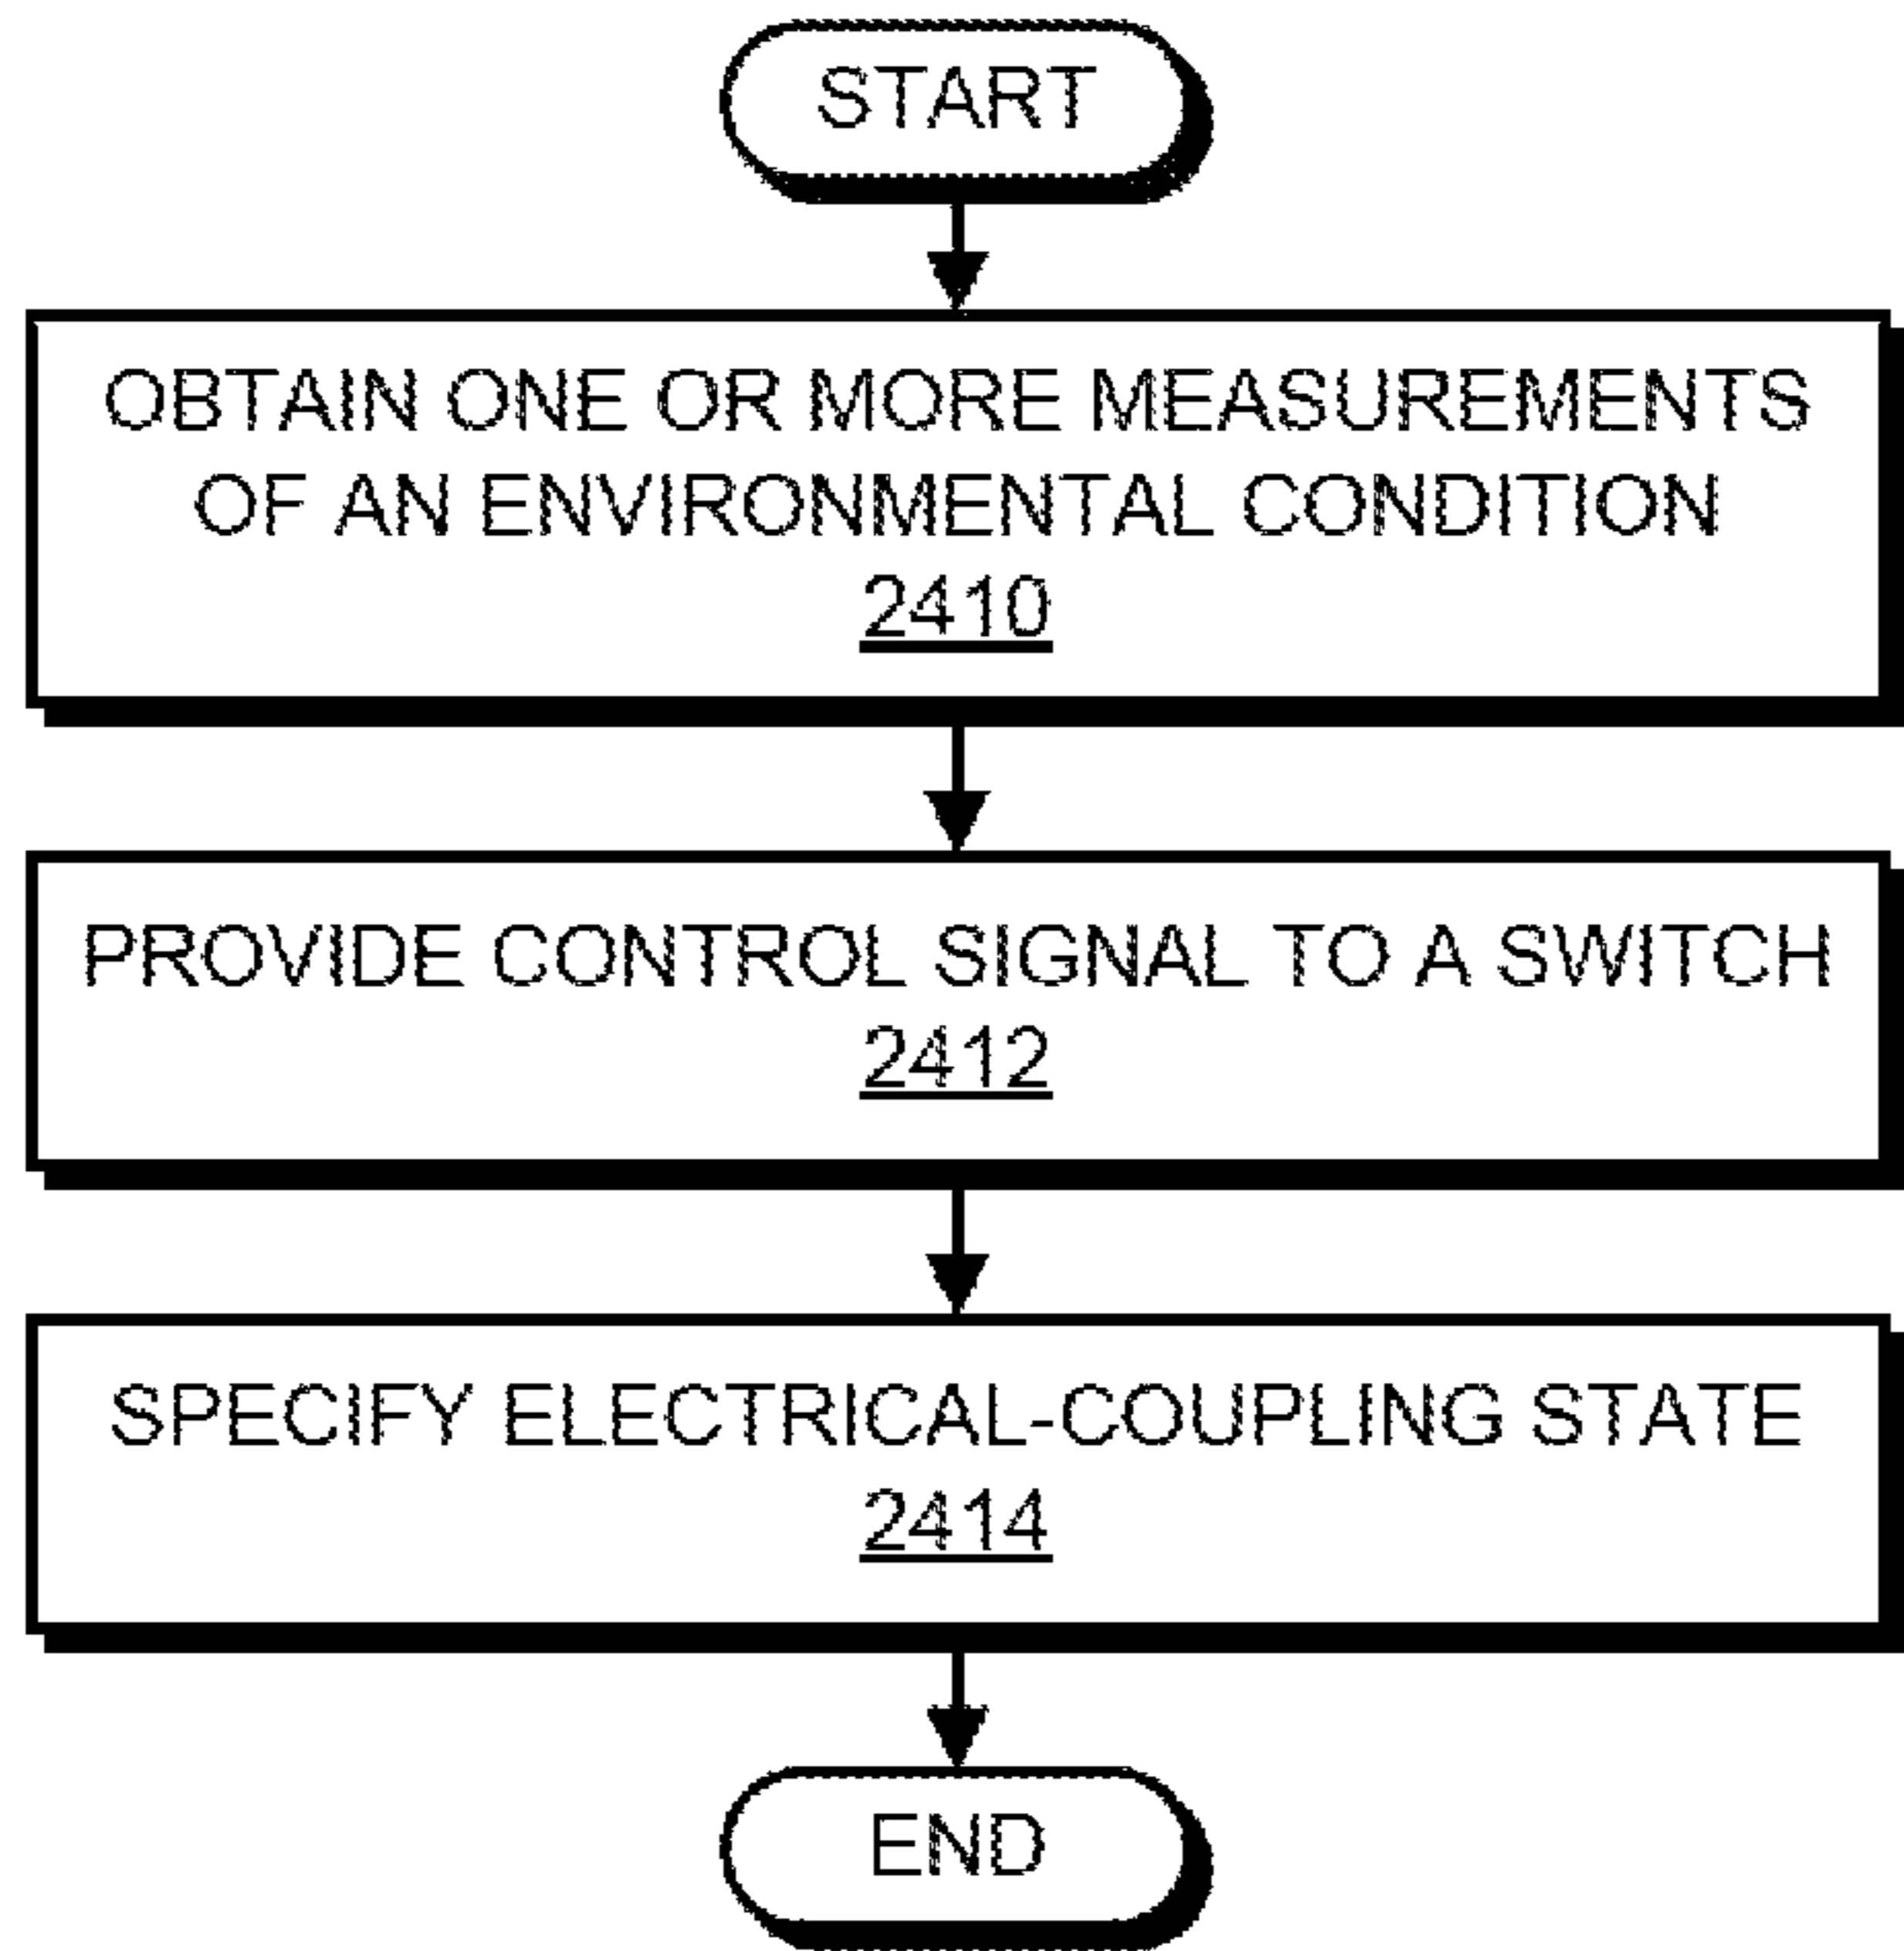 START
OBTAIN ONE OR MORE MEASUREMENTS
OF AN ENVIRONMENTAL CONDITION
2410
PROVIDE CONTROL SIGNAL TO A SWITCH
2412
SPECIFY ELECTRICAL-COUPLING STATE
2414
END